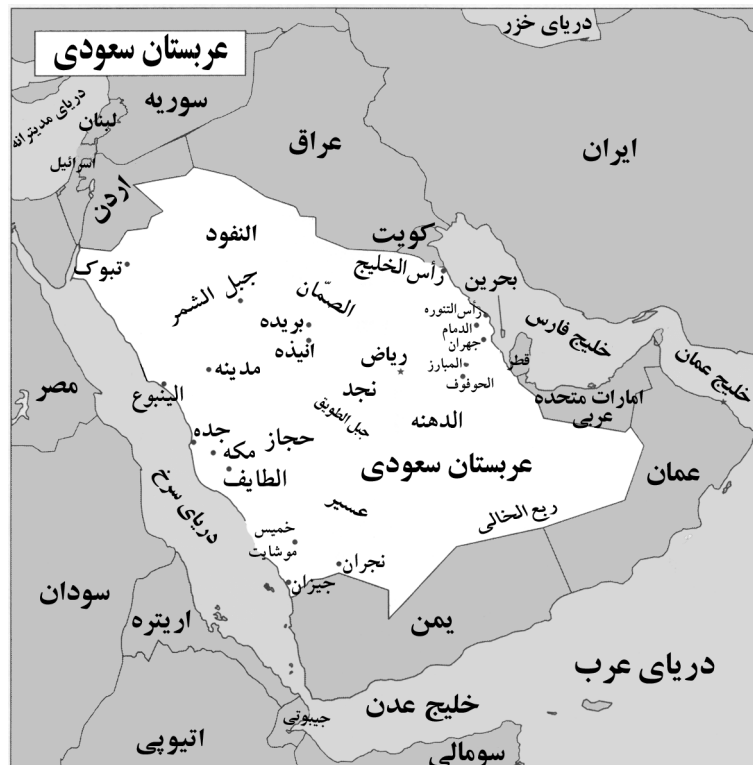 عربستان سعودی
دریای خزر
سوریه
لبنان
دریای مدیترانه
اسرائیل
اردن
عراق
ایران
کویت
النفود
رأس الخلیج
تبوک
جبل الشمر
الصّمان
بحرین
رأس التنوره
بریده
الدمام
انیذه
جهران
خلیج فارس
خلیج عمان
ریاض
المبارز
قطر
مدینه
الحوفوف
نجد
مصر
الینبوع
امارات متحده
عربی
جبل الطویق
الدهنه
جده
حجاز
مکه
الطایف
عربستان سعودی
عمان
دریای سرخ
عسیر
ربع الخالی
خمیس
موشایت
نجران
جیزان
سودان
اریتره
یمن
دریای عرب
خلیج عدن
جیبوتی
اتیوپی
سومالی